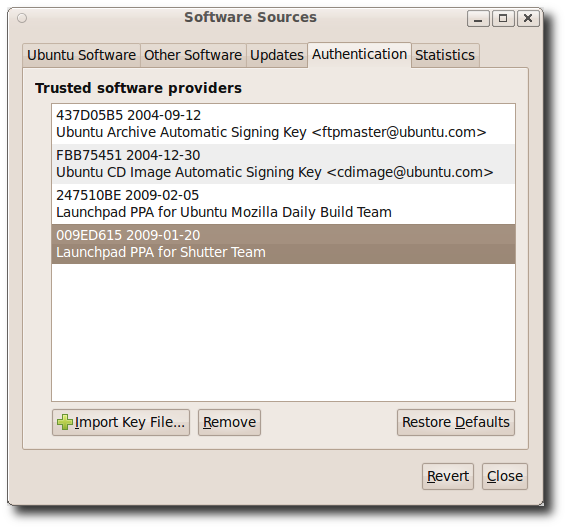 Software Sources
Ubuntu Software Other Software Updates Authentication Statistics
Trusted software providers
437D05B5 2004-09-12
Ubuntu Archive Automatic Signing Key <ftpmaster@ubuntu.com>
FBB75451 2004-12-30
Ubuntu CD Image Automatic Signing Key <cdimage@ubuntu.com>
247510BE 2009-02-05
Launchpad PPA for Ubuntu Mozilla Daily Build Team
009ED615 2009-01-20
Launchpad PPA for Shutter Team
Import Key File... Remove Restore Defaults
Revert Close